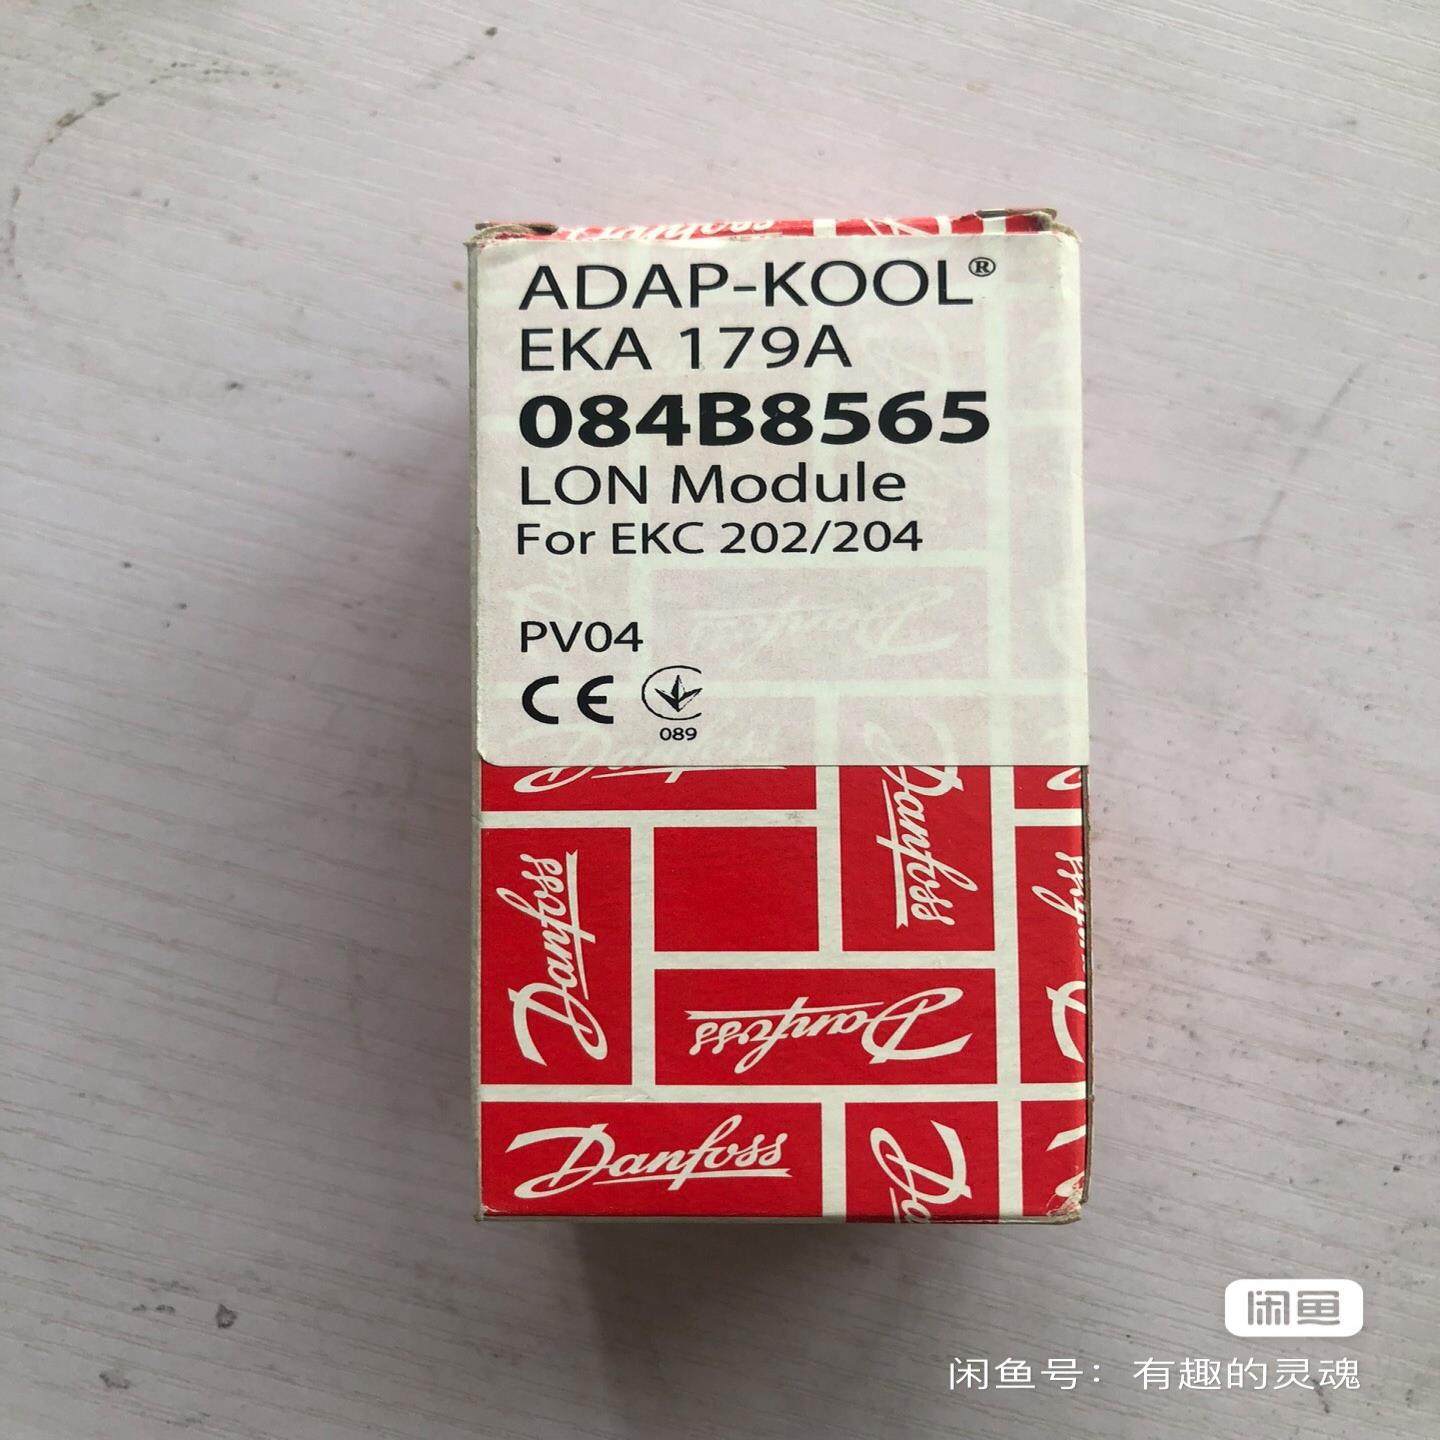 Danfoss
ADAP-KOOL®
EKA 179A
084B8565
LON Module
For EKC 202/204
PV04
CE
089
Danfoss
Danfoss
Danfoss
Danfoss
闲鱼
闲鱼号：有趣的灵魂